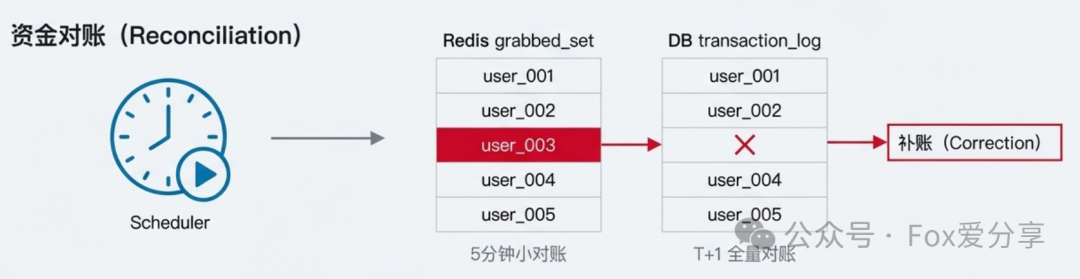 资金对账（Reconciliation）
Scheduler
Redis grabbed_set
user_001
user_002
user_003
user_004
user_005
5分钟小对账
DB transaction_log
user_001
user_002
user_004
user_005
T+1 全量对账
补账（Correction）
公众号 · Fox爱分享